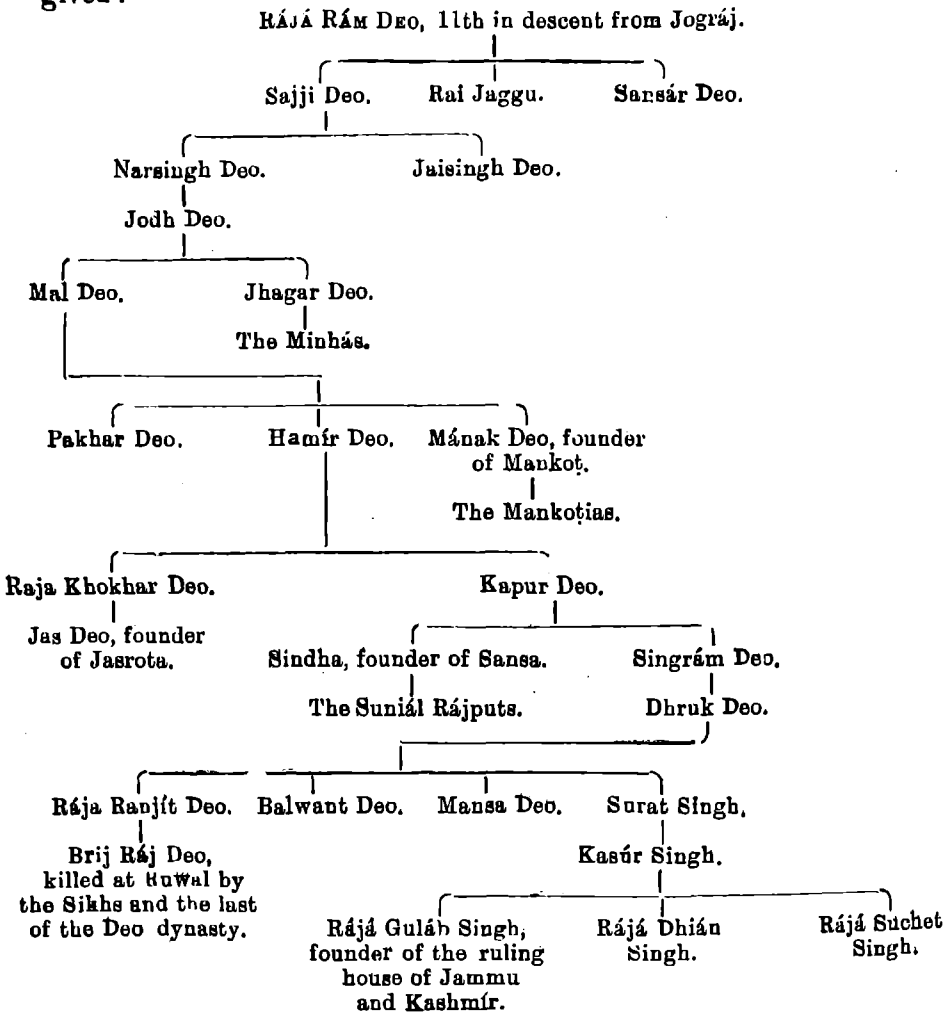 RÁJÁ RÁM DEO, 11th in descent from Jográj.
Sajji Deo. Rai Jaggu. Sansár Deo.
Narsingh Deo. Jaisingh Deo.
Jodh Deo.
Mal Deo. Jhagar Deo.
The Minhás.
Pakhar Deo. Hamír Deo. Mának Deo, founder
of Mankoṭ.
The Mankoṭias.
Raja Khokhar Deo. Kapur Deo.
Jas Deo, founder
of Jasrota.
Sindha, founder of Sansa. Singrám Deo.
The Suniál Rájputs. Dhruk Deo.
Rája Ranjít Deo. Balwant Deo. Mansa Deo. Surat Singh.
Brij Ráj Deo,
killed at by
the Sikhs and the last
of the Deo dynasty.
Kasúr Singh.
Rájá Guláb Singh,
founder of the ruling
house of Jammu
and Kashmír.
Rájá Dhián
Singh.
Rájá Suchet
Singh.